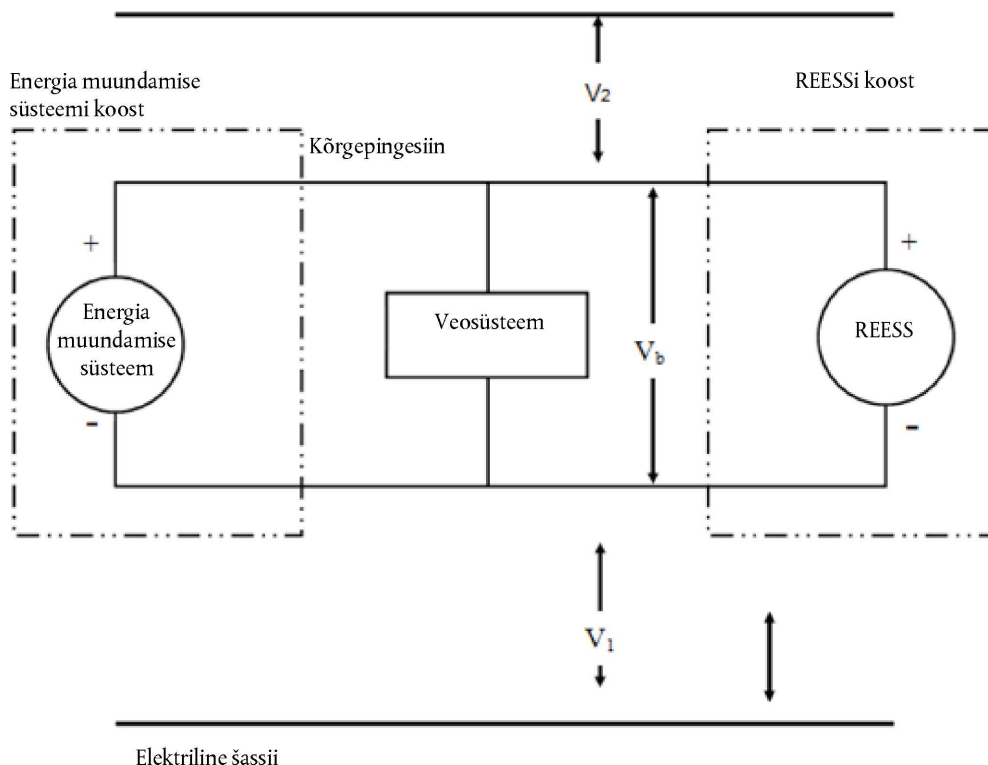 V2
Energia muundamise
süsteemi koost
REESSi koost
Kõrgepingesiin
+
+
Energia
muundamise
süsteem
Veosüsteem
Vb
REESS
-
-
V1
Elektriline šassii